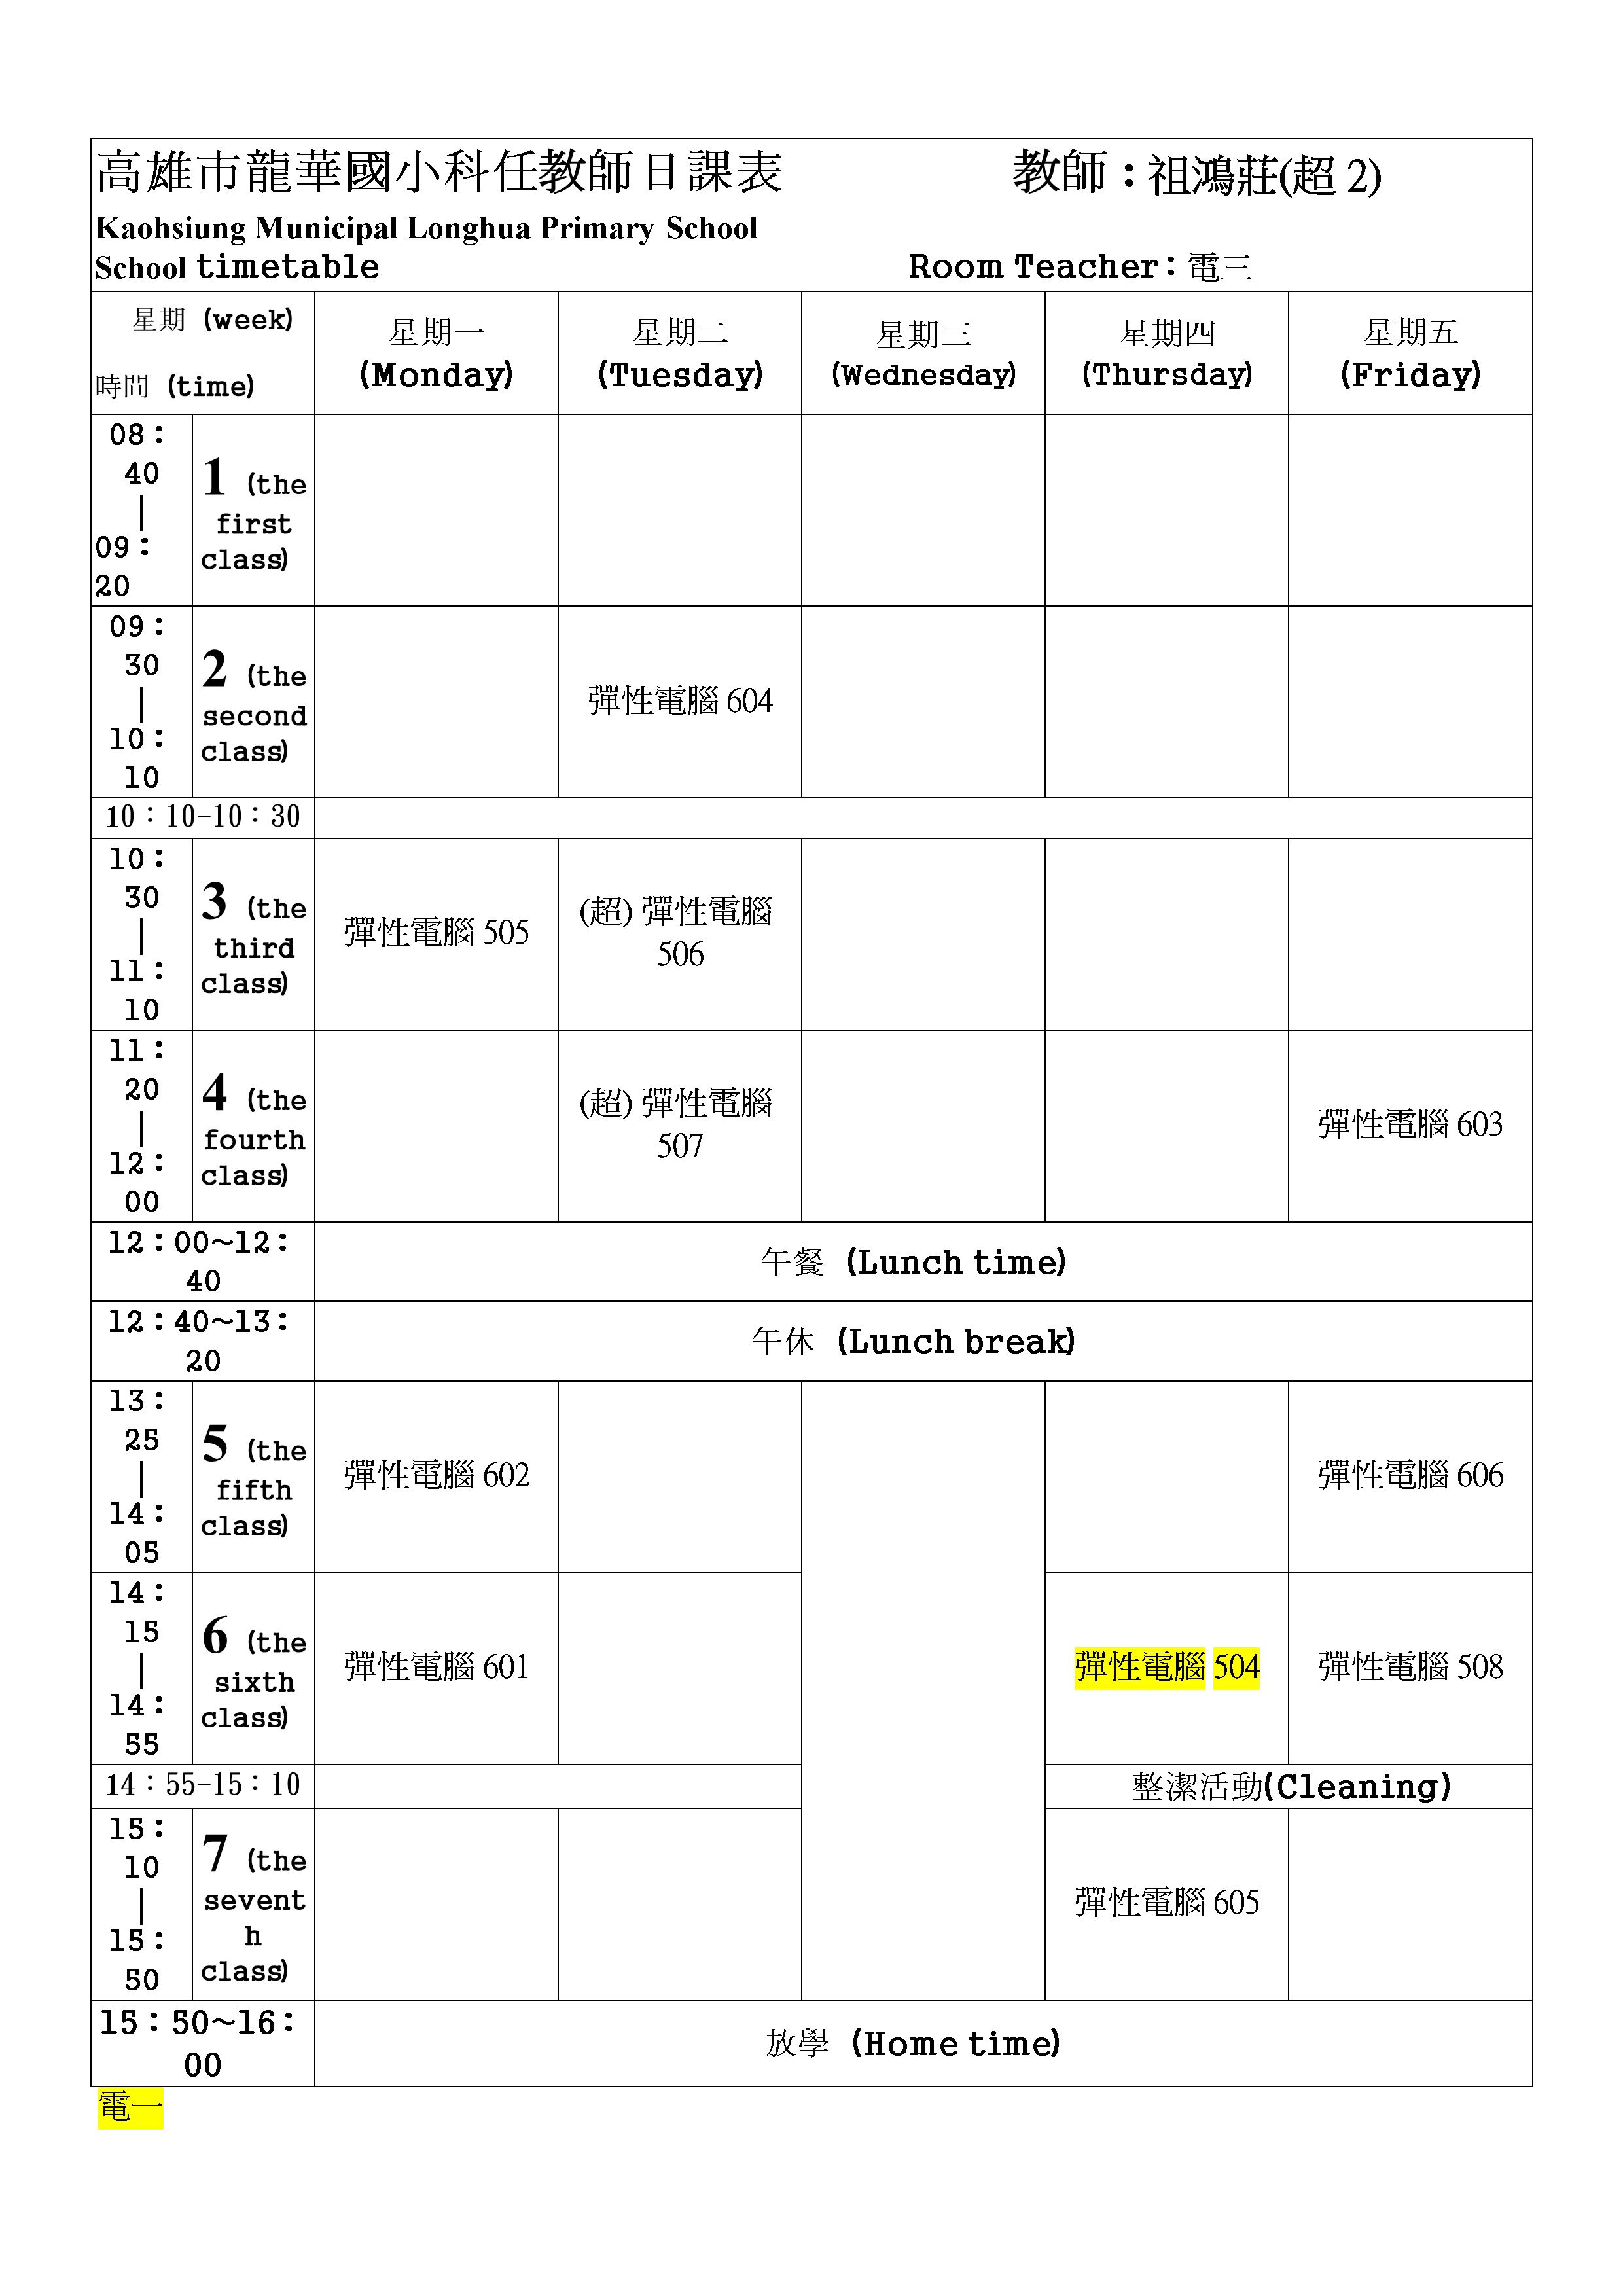 高雄市龍華國小科任教師日課表 教師：祖鴻莊(超 2)
Kaohsiung Municipal Longhua Primary School
School timetable Room Teacher：電三
星期 (week)
時間 (time)
星期一
(Monday)
星期二
(Tuesday)
星期三
(Wednesday)
星期四
(Thursday)
星期五
(Friday)
08：
40
｜
09：
20
1 (the
first
class)
09：
30
｜
10：
10
2 (the
second
class)
彈性電腦 604
10：10-10：30
10：
30
｜
11：
10
3 (the
third
class)
彈性電腦 505
(超) 彈性電腦
506
11：
20
｜
12：
00
4 (the
fourth
class)
(超) 彈性電腦
507
彈性電腦 603
12：00~12：
40
午餐 (Lunch time)
12：40~13：
20
午休 (Lunch break)
13：
25
｜
14：
05
5 (the
fifth
class)
彈性電腦 602
彈性電腦 606
14：
15
｜
14：
55
6 (the
sixth
class)
彈性電腦 601
彈性電腦 504
彈性電腦 508
14：55-15：10
整潔活動(Cleaning)
15：
10
｜
15：
50
7 (the
sevent
h
class)
彈性電腦 605
15：50~16：
00
放學 (Home time)
電一